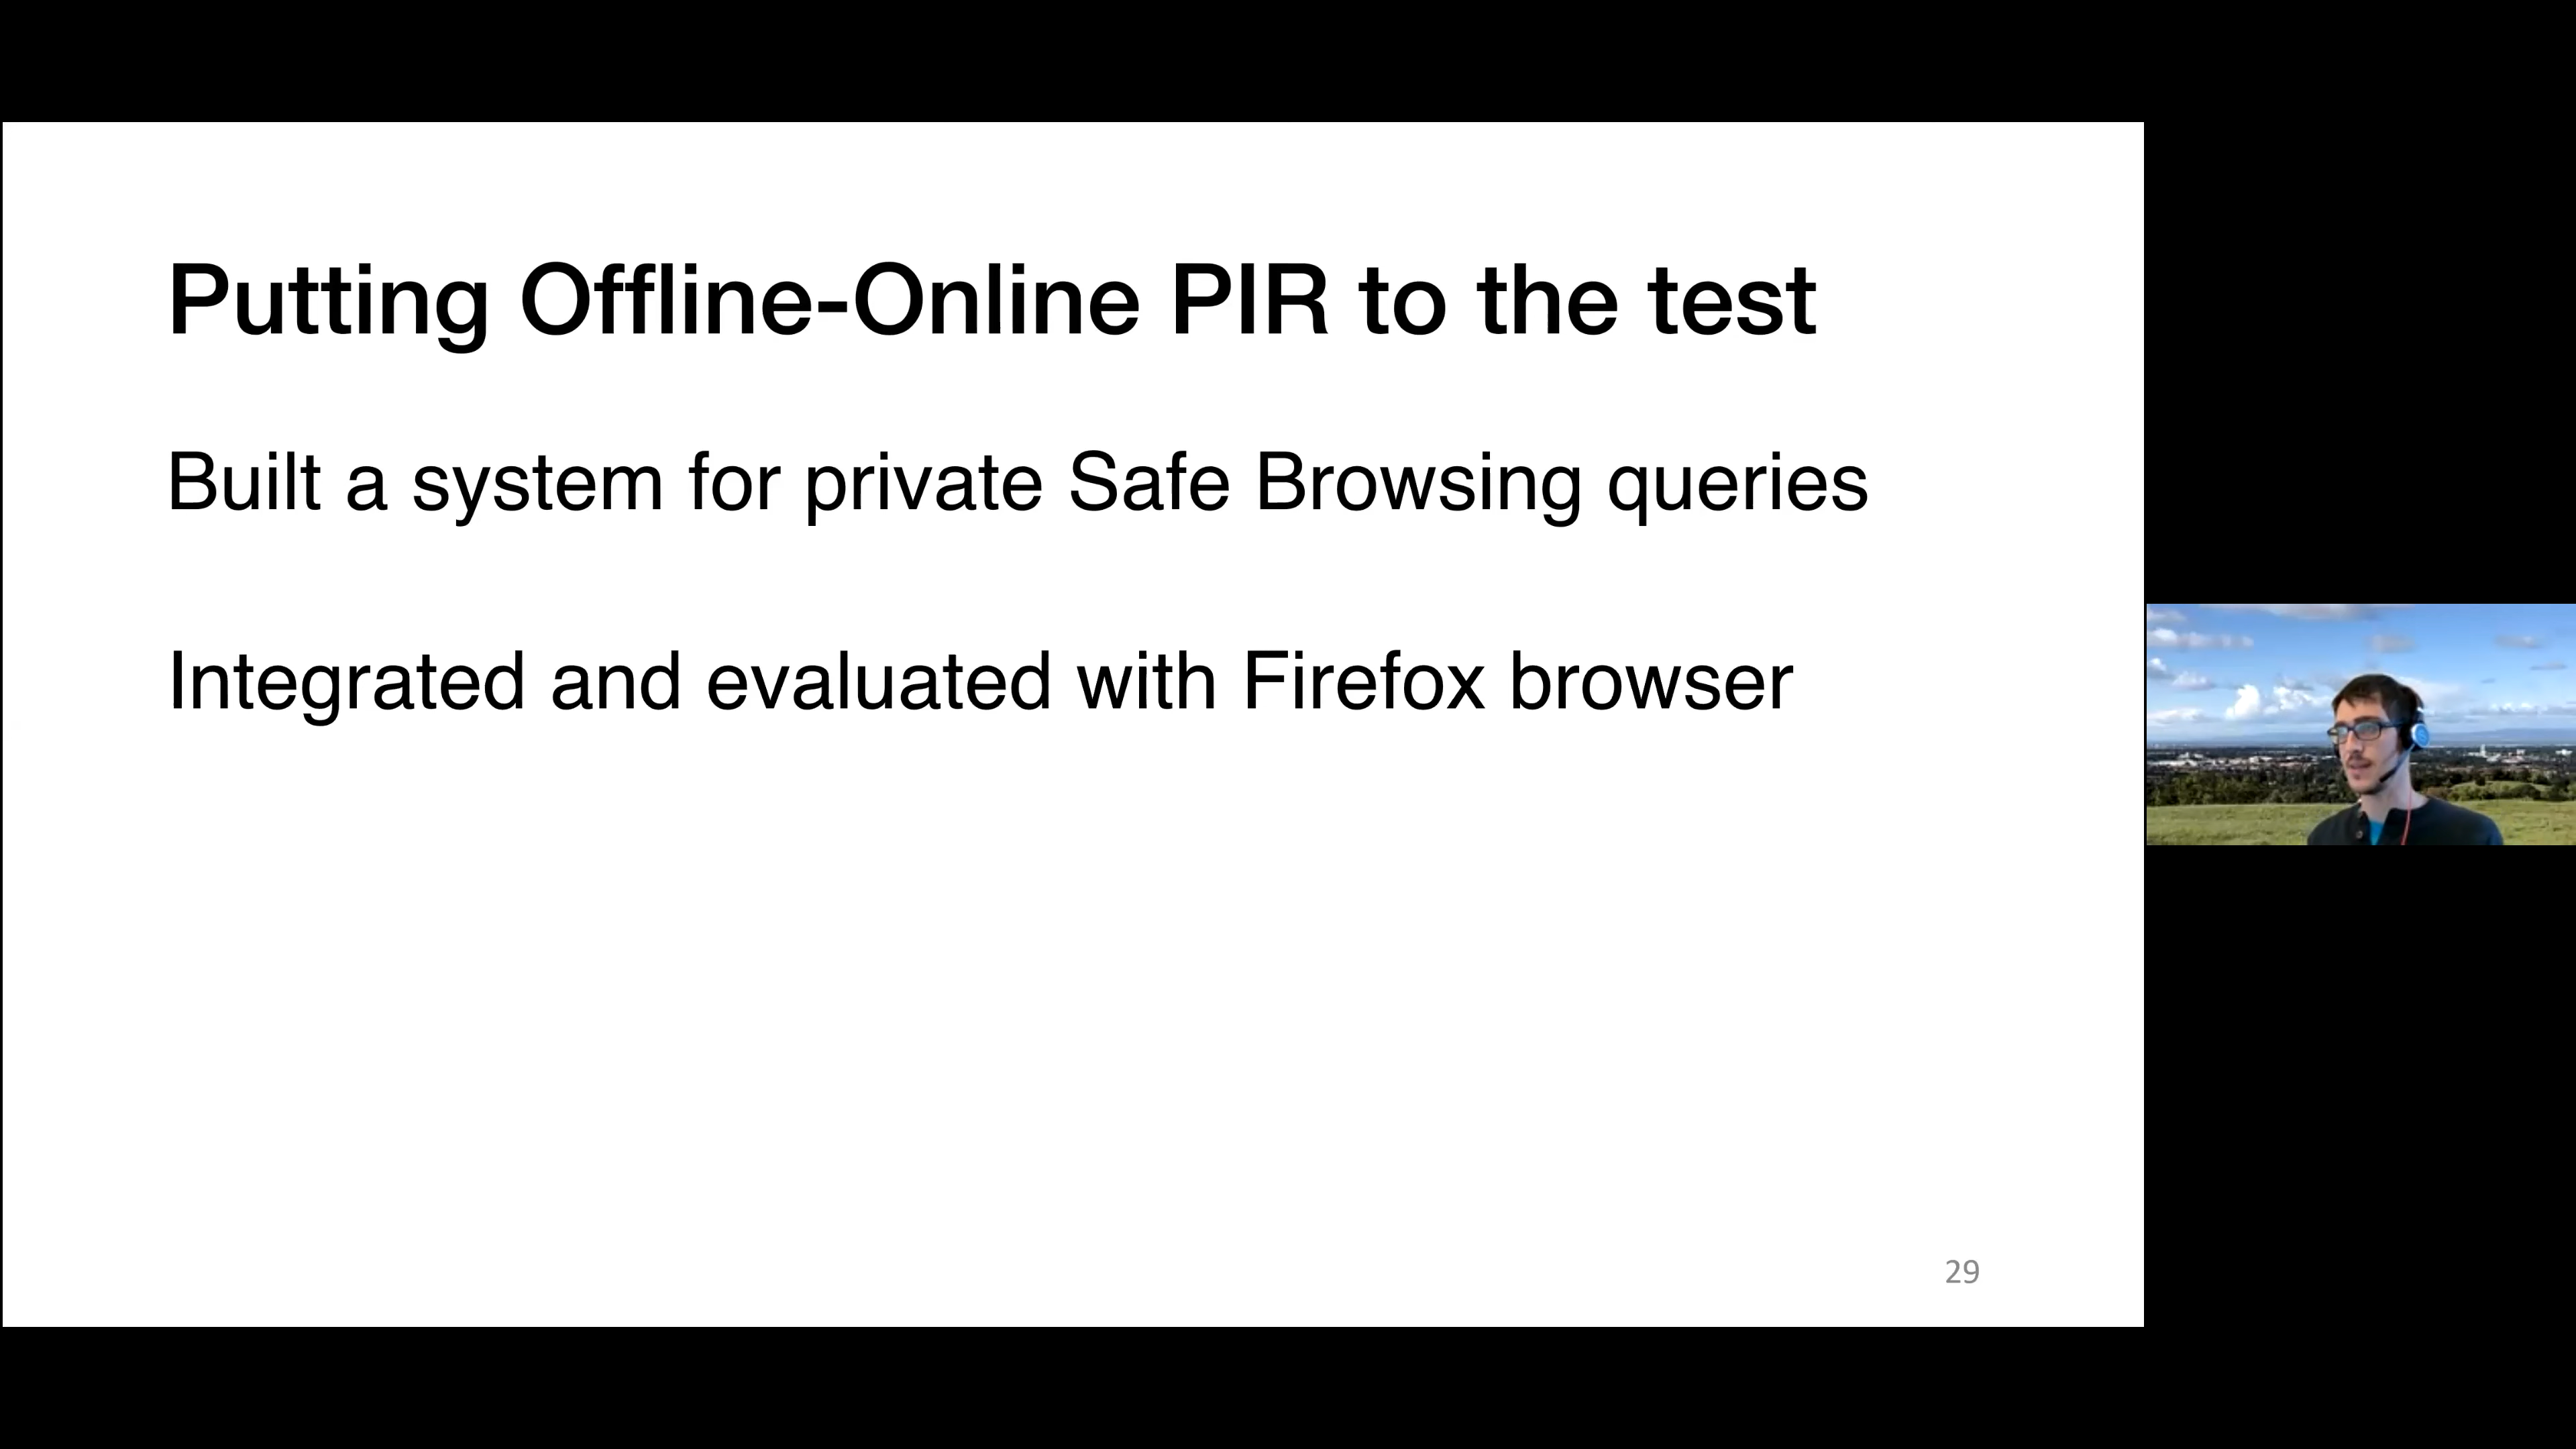 Putting Offline-Online PIR to the test
Built a system for private Safe Browsing queries
Integrated and evaluated with Firefox browser
29